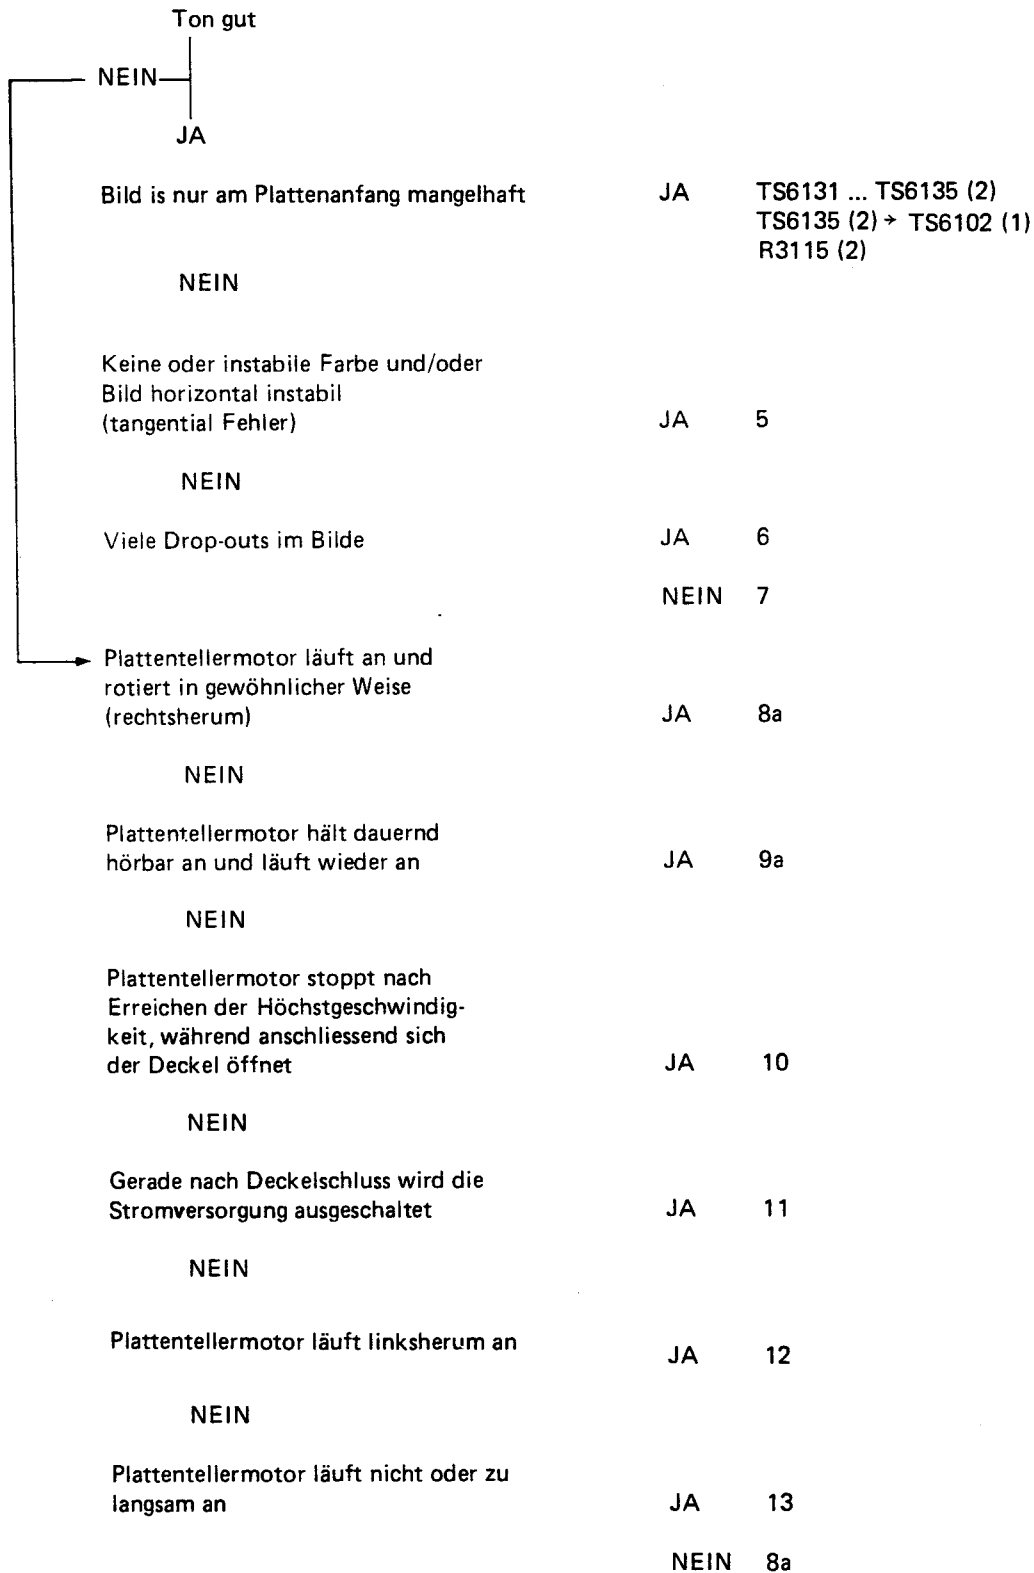 Ton gut
NEIN
JA
Bild is nur am Plattenanfang mangelhaft JA TS6131 ... TS6135 (2)
TS6135 (2) → TS6102 (1)
R3115 (2)
NEIN
Keine oder instabile Farbe und/oder
Bild horizontal instabil
(tangential Fehler) JA 5
NEIN
Viele Drop-outs im Bilde JA 6
NEIN 7
Plattentellermotor läuft an und
rotiert in gewöhnlicher Weise
(rechtsherum) JA 8a
NEIN
Plattentellermotor hält dauernd
hörbar an und läuft wieder an JA 9a
NEIN
Plattentellermotor stoppt nach
Erreichen der Höchstgeschwindig-
keit, während anschliessend sich
der Deckel öffnet JA 10
NEIN
Gerade nach Deckelschluss wird die
Stromversorgung ausgeschaltet JA 11
NEIN
Plattentellermotor läuft linksherum an JA 12
NEIN
Plattentellermotor läuft nicht oder zu
langsam an JA 13
NEIN 8a